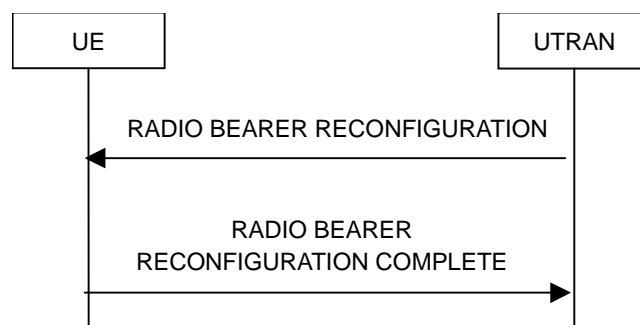 UE
UTRAN
RADIO BEARER RECONFIGURATION
RADIO BEARER
RECONFIGURATION COMPLETE